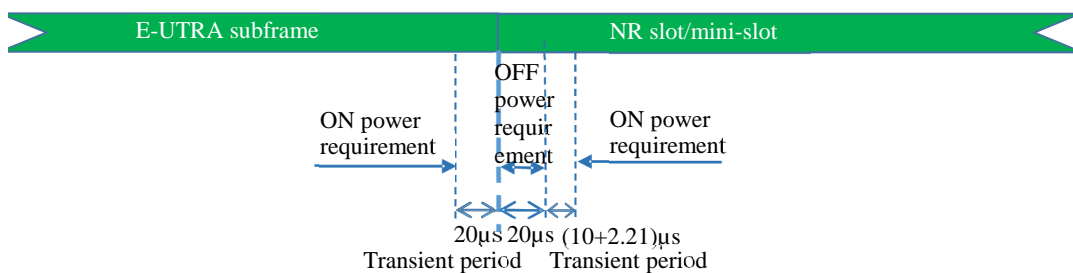 E-UTRA subframe NR slot/mini-slot
OFF
power
requir
ement
ON power
requirement
ON power
requirement
20µs 20µs (10+2.21)µs
Transient period Transient period